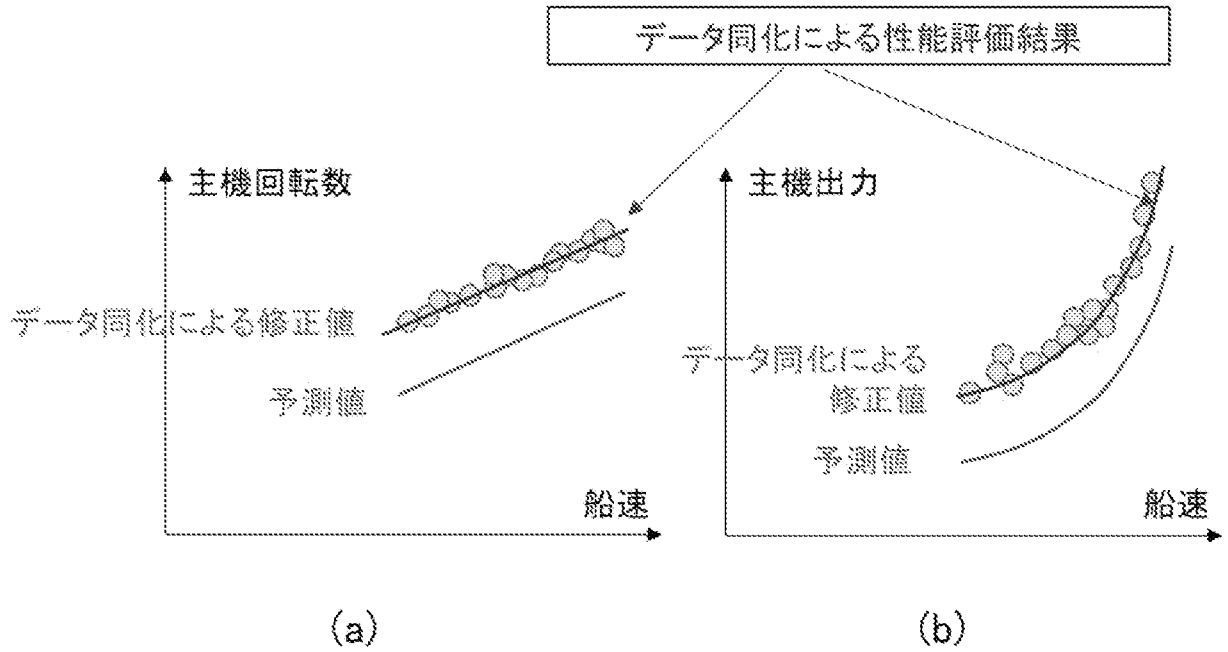 データ同化による性能評価結果
主機回転数
データ同化による修正値
予測値
船速
(a)
主機出力
データ同化による
修正値
予測値
船速
(b)